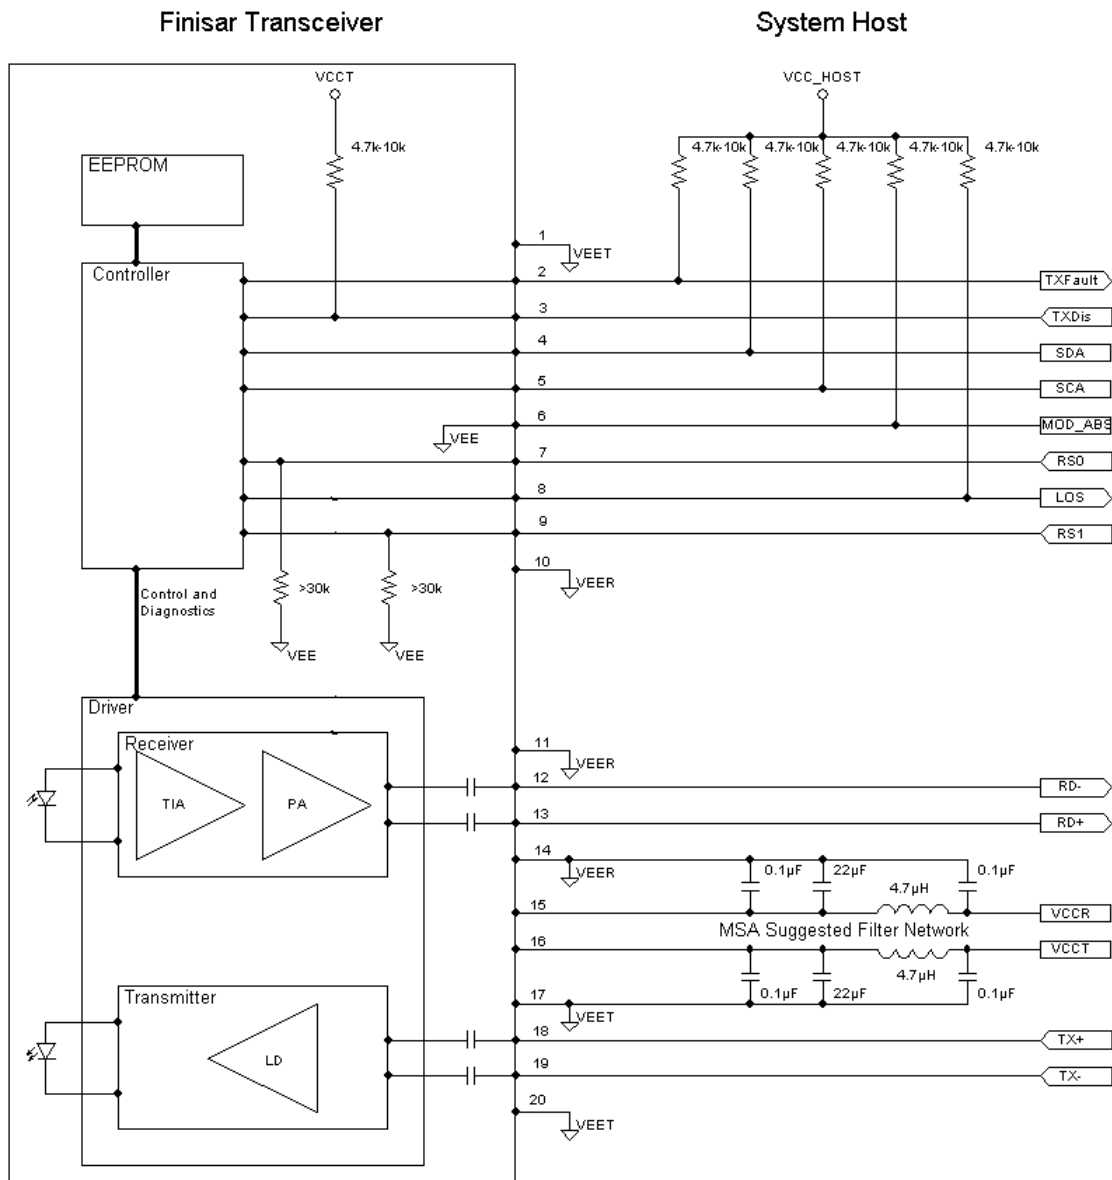 Finisar Transceiver
System Host
VCCT
VCC_HOST
4.7k-10k
4.7k-10k
4.7k-10k
4.7k-10k
4.7k-10k
4.7k-10k
EEPROM
1
VEET
Controller
2
TXFault
3
TXDis
4
SDA
5
SCA
6
MOD_ABS
VEE
7
RS0
8
LOS
9
RS1
10
VEER
>30k
>30k
Control and
Diagnostics
VEE
VEE
Driver
Receiver
11
VEER
12
RD-
TIA
PA
13
RD+
14
VEER
0.1µF
22µF
0.1µF
4.7µH
15
VCCR
MSA Suggested Filter Network
16
VCCT
4.7µH
Transmitter
17
0.1µF
22µF
0.1µF
VEET
18
TX+
LD
19
TX-
20
VEET